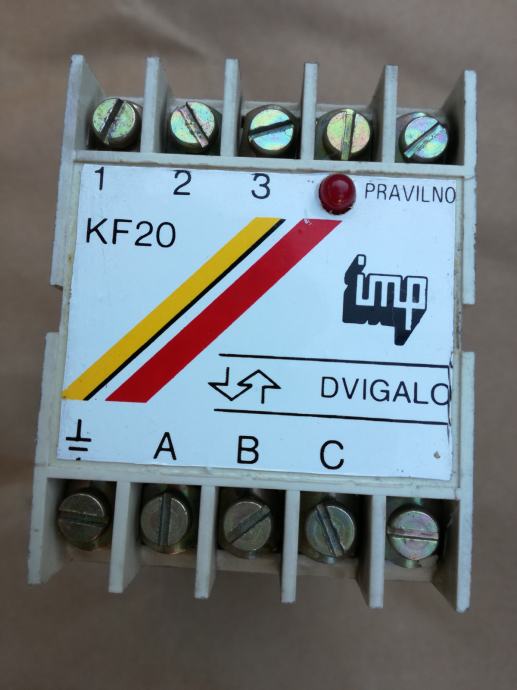 1 2 3 PRAVILNO
KF20
imp
DVIGALO
A B C